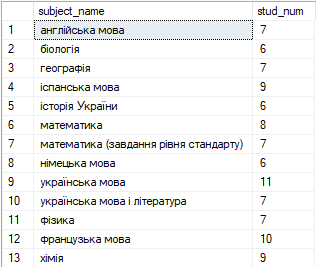 subject_name stud_num
1 англійська мова 7
2 біологія 6
3 географія 7
4 іспанська мова 9
5 історія України 6
6 математика 8
7 математика (завдання рівня стандарту) 7
8 німецька мова 6
9 українська мова 11
10 українська мова і література 7
11 фізика 7
12 французька мова 10
13 хімія 9